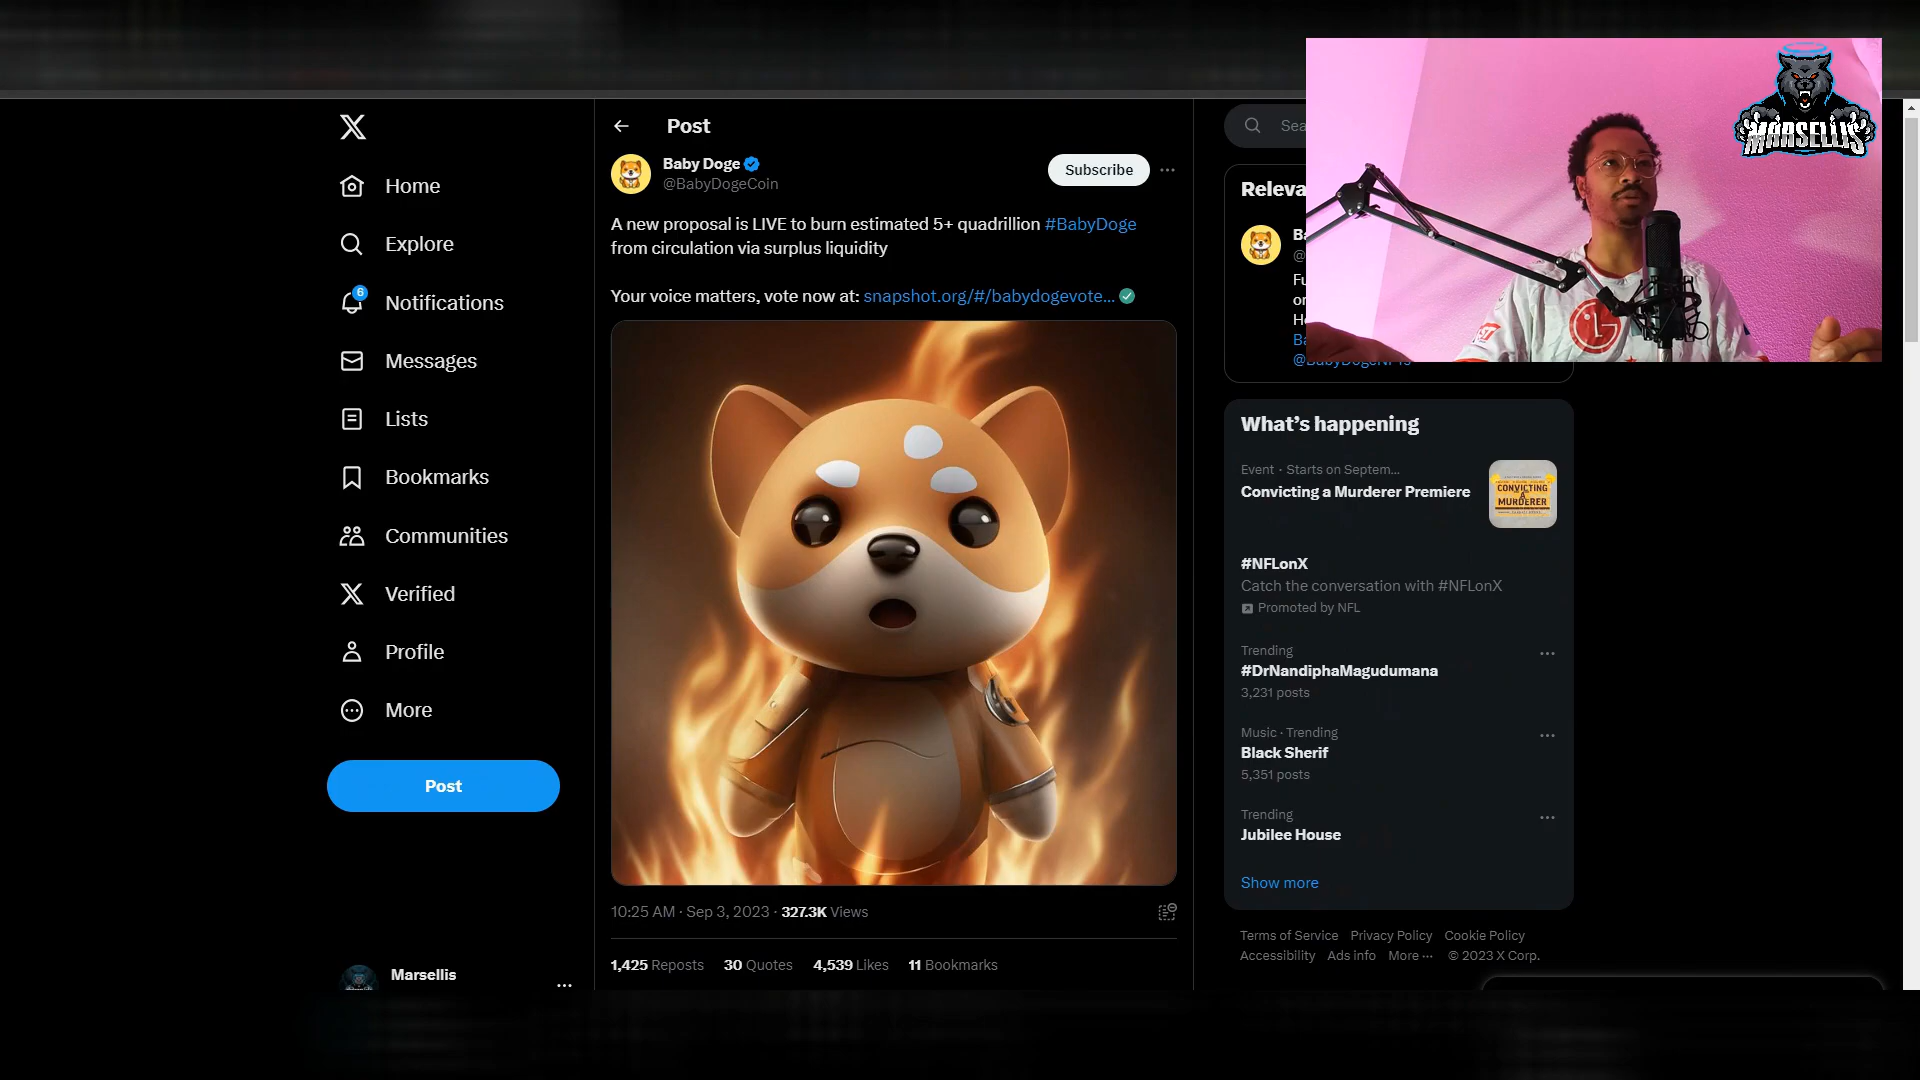 Home
Explore
6
Notifications
Messages
Lists
Bookmarks
Communities
Verified
Profile
More
Post
Marsellis
Post
Baby Doge
@BabyDogeCoin
Subscribe
A new proposal is LIVE to burn estimated 5+ quadrillion #BabyDoge
from circulation via surplus liquidity
Your voice matters, vote now at: snapshot.org/#/babydogevote...
10:25 AM · Sep 3, 2023 · 327.3K Views
1,425 Reposts 30 Quotes 4,539 Likes 11 Bookmarks
MARSELLIS
LG
What's happening
Event · Starts on Septem...
Convicting a Murderer Premiere
CONVICTING
A
MURDERER
#NFLonX
Catch the conversation with #NFLonX
Promoted by NFL
Trending
#DrNandiphaMagudumana
3,231 posts
Music · Trending
Black Sherif
5,351 posts
Trending
Jubilee House
Show more
Terms of Service Privacy Policy Cookie Policy
Accessibility Ads info More ··· © 2023 X Corp.